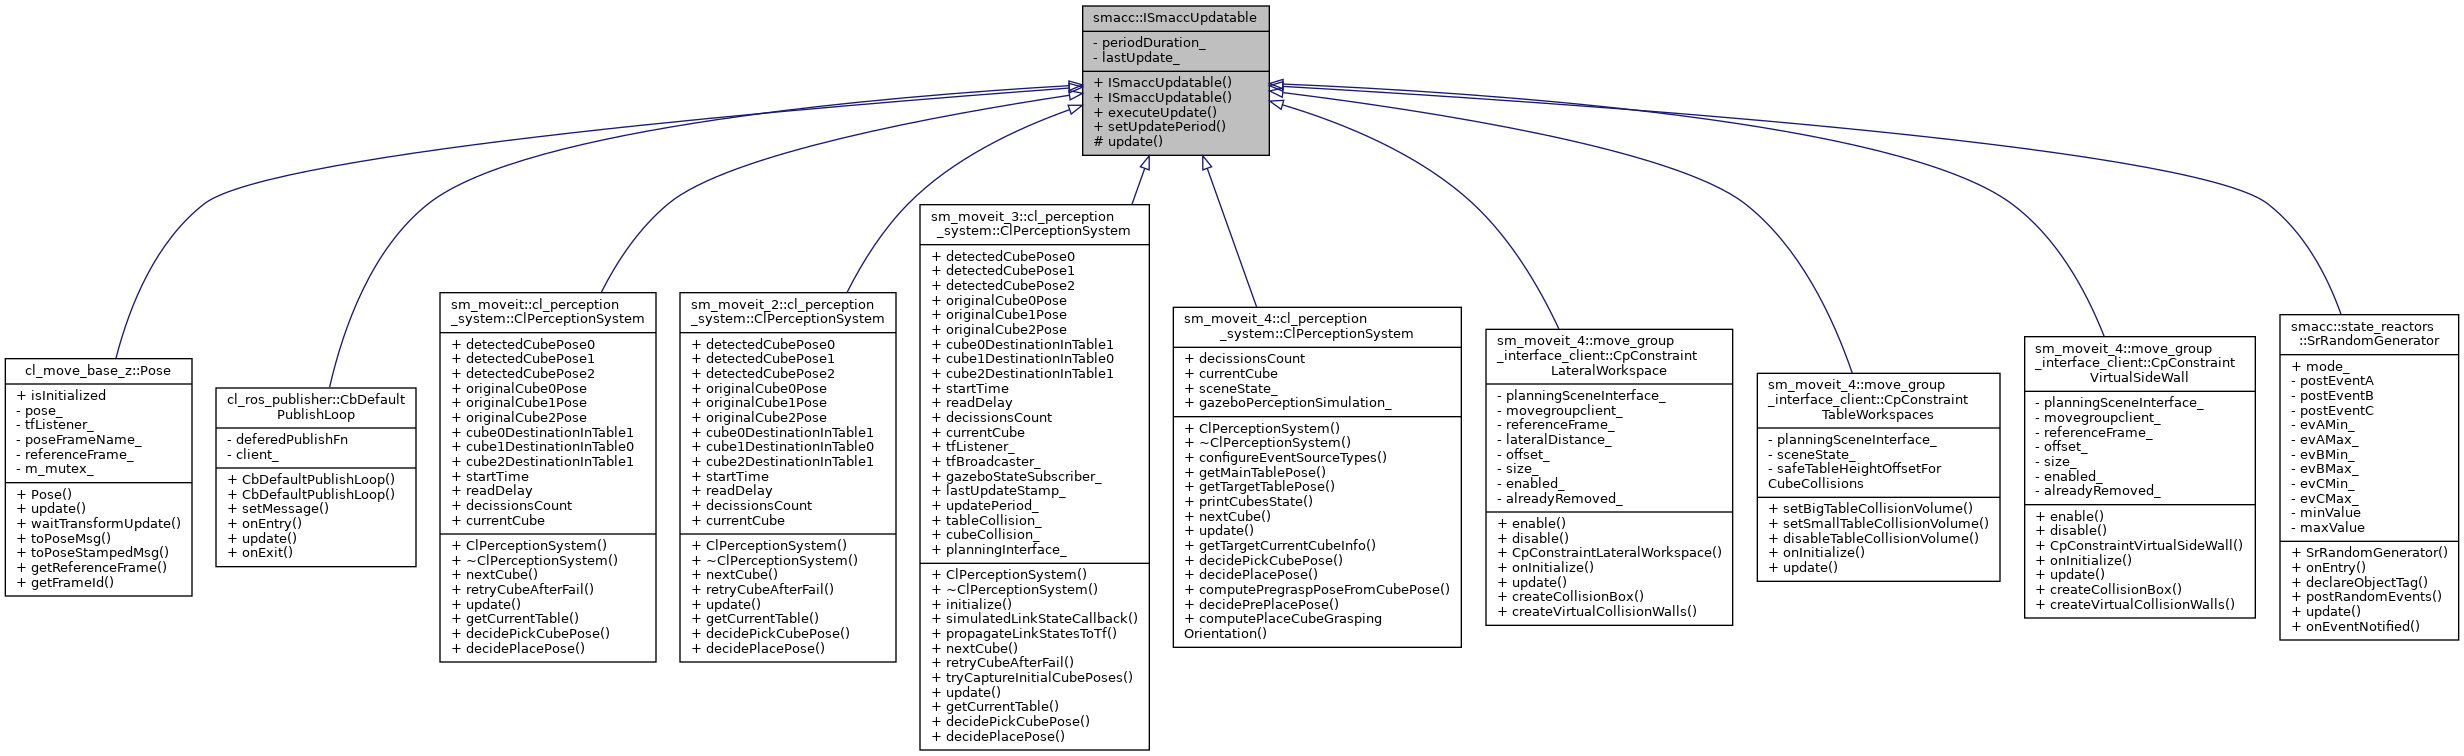 smacc::ISmaccUpdatable
- periodDuration_
- lastUpdate_
+ ISmaccUpdatable()
+ ISmaccUpdatable()
+ executeUpdate()
+ setUpdatePeriod()
# update()
cl_move_base_z::Pose
+ isInitialized
- pose_
- tfListener_
- poseFrameName_
- referenceFrame_
- m_mutex_
+ Pose()
+ update()
+ waitTransformUpdate()
+ toPoseMsg()
+ toPoseStampedMsg()
+ getReferenceFrame()
+ getFrameId()
cl_ros_publisher::CbDefault
PublishLoop
- deferedPublishFn
- client_
+ CbDefaultPublishLoop()
+ CbDefaultPublishLoop()
+ setMessage()
+ onEntry()
+ update()
+ onExit()
sm_moveit::cl_perception
_system::ClPerceptionSystem
+ detectedCubePose0
+ detectedCubePose1
+ detectedCubePose2
+ originalCube0Pose
+ originalCube1Pose
+ originalCube2Pose
+ cube0DestinationInTable1
+ cube1DestinationInTable0
+ cube2DestinationInTable1
+ startTime
+ readDelay
+ decissionsCount
+ currentCube
+ ClPerceptionSystem()
+ ~ClPerceptionSystem()
+ nextCube()
+ retryCubeAfterFail()
+ update()
+ getCurrentTable()
+ decidePickCubePose()
+ decidePlacePose()
sm_moveit_2::cl_perception
_system::ClPerceptionSystem
+ detectedCubePose0
+ detectedCubePose1
+ detectedCubePose2
+ originalCube0Pose
+ originalCube1Pose
+ originalCube2Pose
+ cube0DestinationInTable1
+ cube1DestinationInTable0
+ cube2DestinationInTable1
+ startTime
+ readDelay
+ decissionsCount
+ currentCube
+ ClPerceptionSystem()
+ ~ClPerceptionSystem()
+ nextCube()
+ retryCubeAfterFail()
+ update()
+ getCurrentTable()
+ decidePickCubePose()
+ decidePlacePose()
sm_moveit_3::cl_perception
_system::ClPerceptionSystem
+ detectedCubePose0
+ detectedCubePose1
+ detectedCubePose2
+ originalCube0Pose
+ originalCube1Pose
+ originalCube2Pose
+ cube0DestinationInTable1
+ cube1DestinationInTable0
+ cube2DestinationInTable1
+ startTime
+ readDelay
+ decissionsCount
+ currentCube
+ tfListener_
+ tfBroadcaster_
+ gazeboStateSubscriber_
+ lastUpdateStamp_
+ updatePeriod_
+ tableCollision_
+ cubeCollision_
+ planningInterface_
+ ClPerceptionSystem()
+ ~ClPerceptionSystem()
+ initialize()
+ simulatedLinkStateCallback()
+ propagateLinkStatesToTf()
+ nextCube()
+ retryCubeAfterFail()
+ tryCaptureInitialCubePoses()
+ update()
+ getCurrentTable()
+ decidePickCubePose()
+ decidePlacePose()
sm_moveit_4::cl_perception
_system::ClPerceptionSystem
+ decissionsCount
+ currentCube
+ sceneState_
+ gazeboPerceptionSimulation_
+ ClPerceptionSystem()
+ ~ClPerceptionSystem()
+ configureEventSourceTypes()
+ getMainTablePose()
+ getTargetTablePose()
+ printCubesState()
+ nextCube()
+ update()
+ getTargetCurrentCubeInfo()
+ decidePickCubePose()
+ decidePlacePose()
+ computePregraspPoseFromCubePose()
+ decidePrePlacePose()
+ computePlaceCubeGrasping
Orientation()
sm_moveit_4::move_group
_interface_client::CpConstraint
LateralWorkspace
- planningSceneInterface_
- movegroupclient_
- referenceFrame_
- lateralDistance_
- offset_
- size_
- enabled_
- alreadyRemoved_
+ enable()
+ disable()
+ CpConstraintLateralWorkspace()
+ onInitialize()
+ update()
+ createCollisionBox()
+ createVirtualCollisionWalls()
sm_moveit_4::move_group
_interface_client::CpConstraint
TableWorkspaces
- planningSceneInterface_
- sceneState_
- safeTableHeightOffsetFor
CubeCollisions
+ setBigTableCollisionVolume()
+ setSmallTableCollisionVolume()
+ disableTableCollisionVolume()
+ onInitialize()
+ update()
sm_moveit_4::move_group
_interface_client::CpConstraint
VirtualSideWall
- planningSceneInterface_
- movegroupclient_
- referenceFrame_
- offset_
- size_
- enabled_
- alreadyRemoved_
+ enable()
+ disable()
+ CpConstraintVirtualSideWall()
+ onInitialize()
+ update()
+ createCollisionBox()
+ createVirtualCollisionWalls()
smacc::state_reactors
::SrRandomGenerator
+ mode_
- postEventA
- postEventB
- postEventC
- evAMin_
- evAMax_
- evBMin_
- evBMax_
- evCMin_
- evCMax_
- minValue
- maxValue
+ SrRandomGenerator()
+ onEntry()
+ declareObjectTag()
+ postRandomEvents()
+ update()
+ onEventNotified()